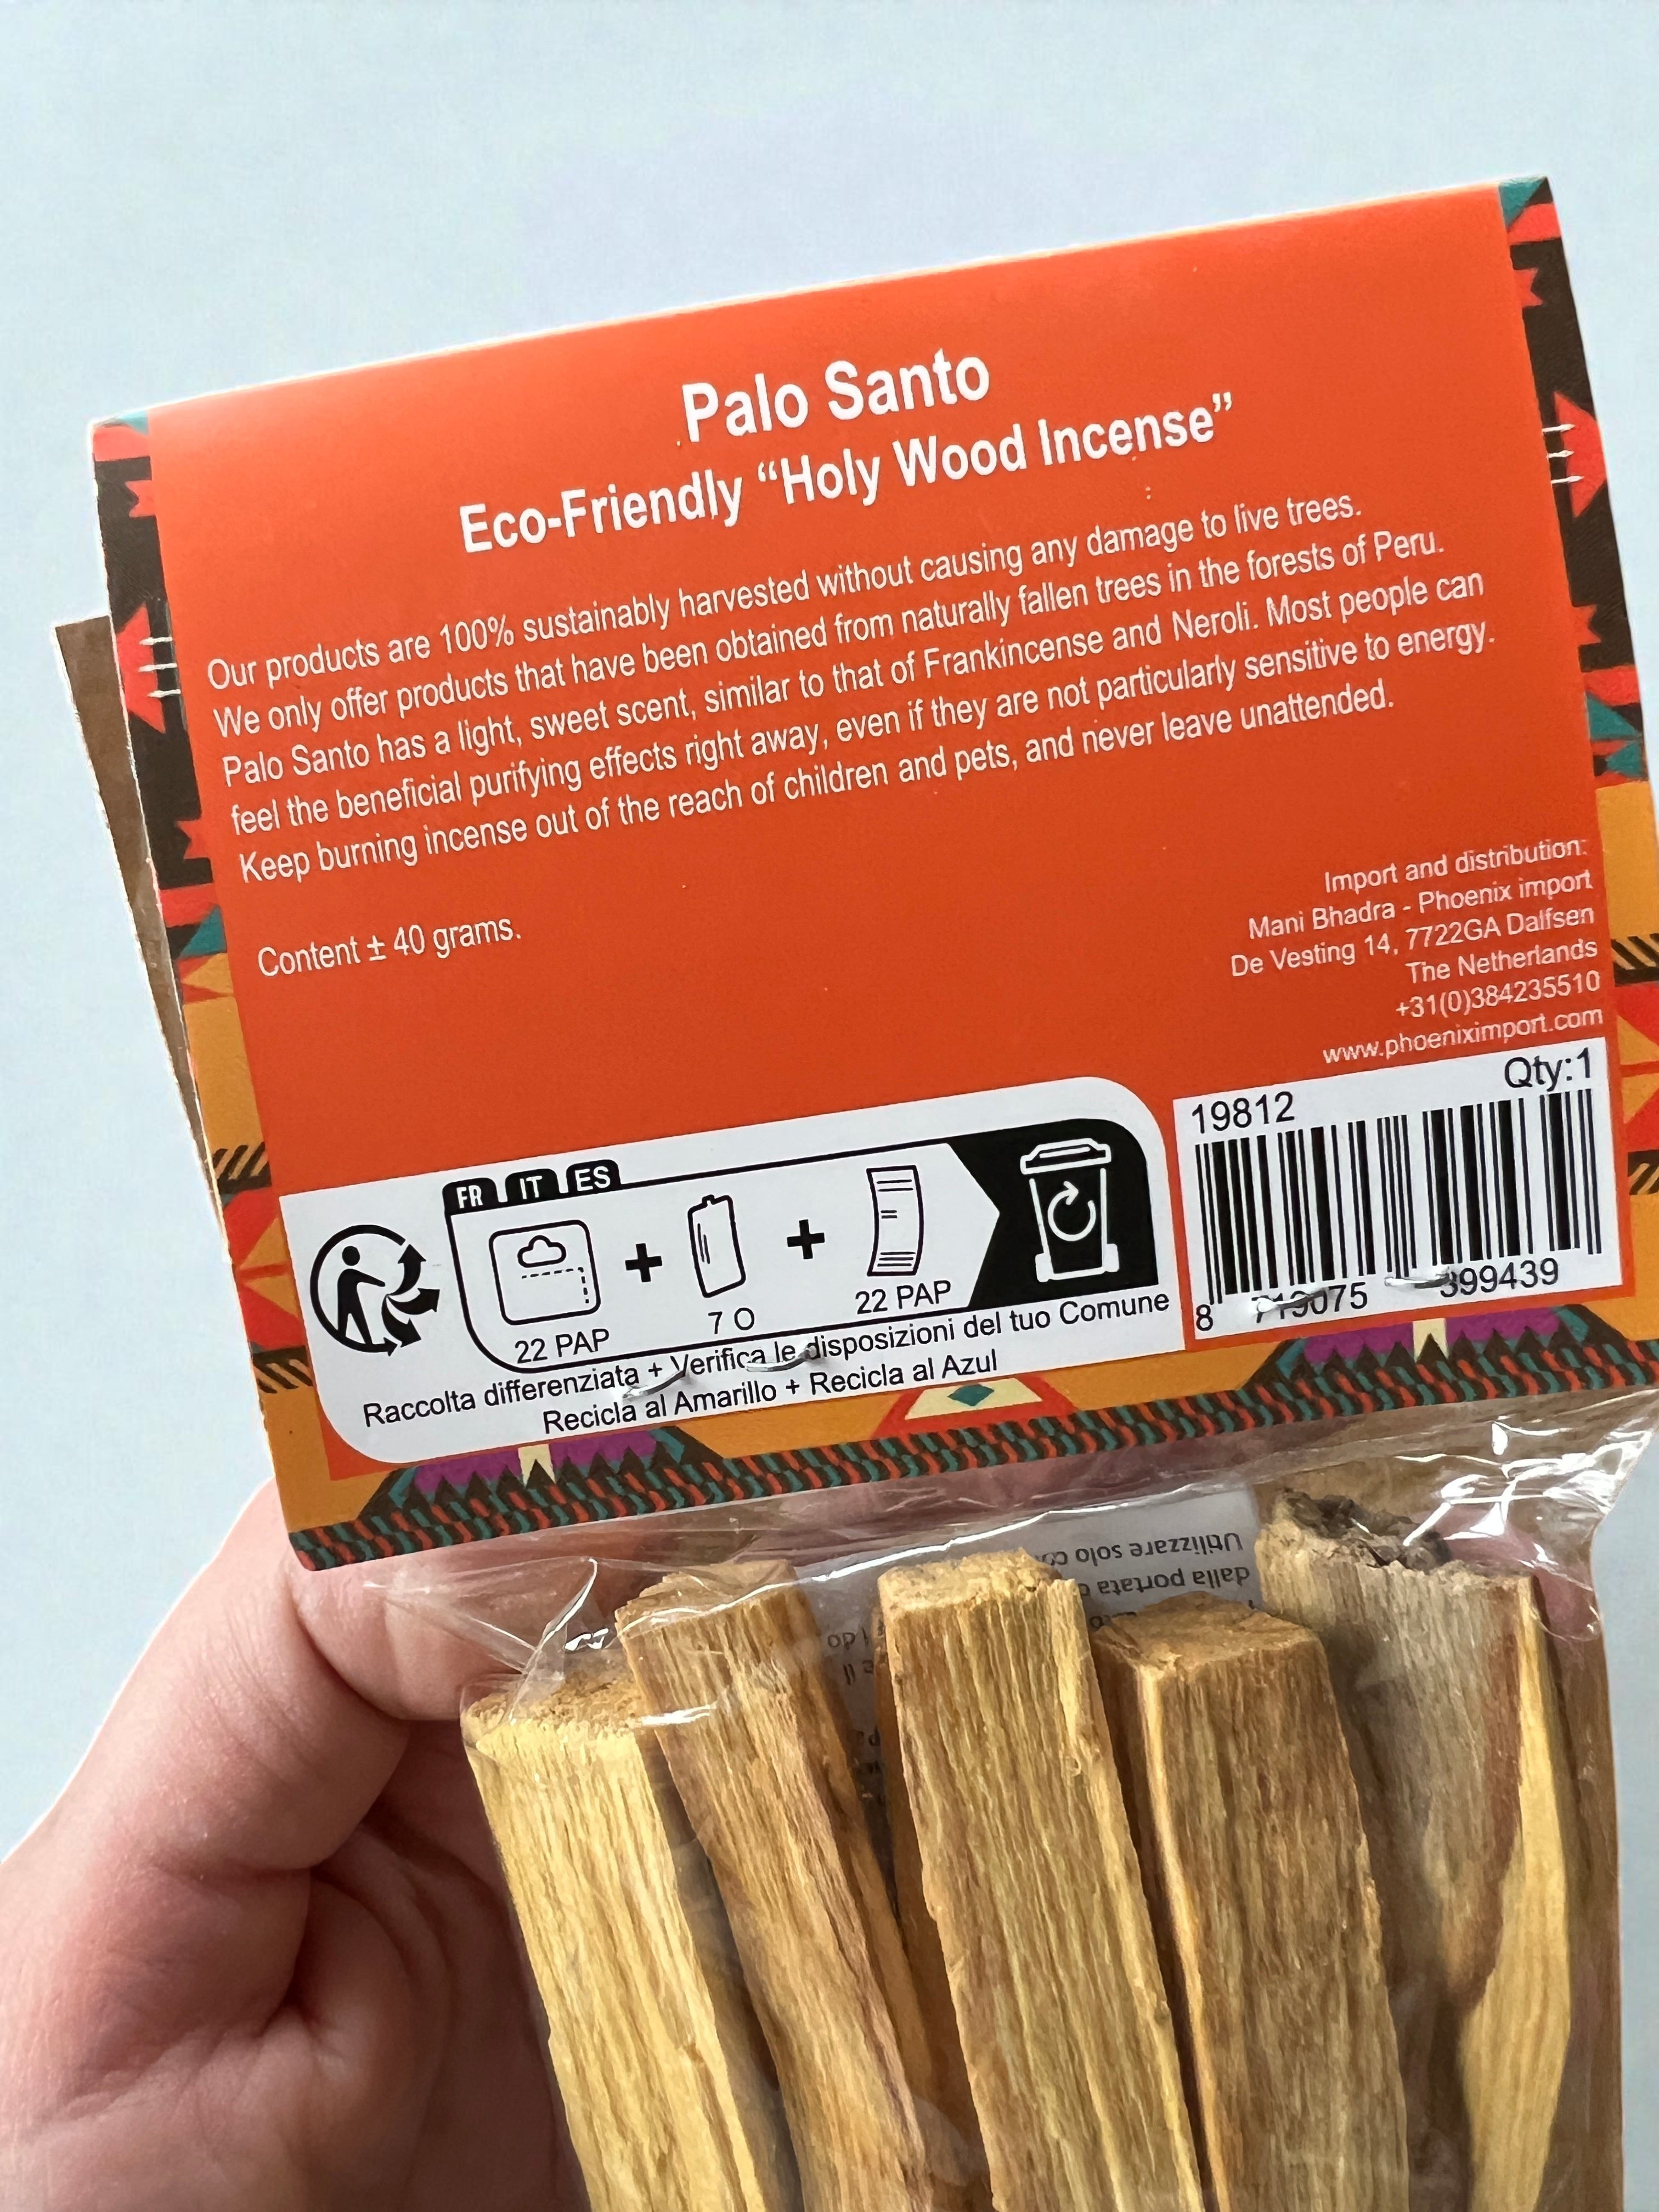 Palo Santo
Eco-Friendly “Holy Wood Incense”
Our products are 100% sustainably harvested without causing any damage to live trees.
We only offer products that have been obtained from naturally fallen trees in the forests of Peru.
Palo Santo has a light, sweet scent, similar to that of Frankincense and Neroli. Most people can
feel the beneficial purifying effects right away, even if they are not particularly sensitive to energy.
Keep burning incense out of the reach of children and pets, and never leave unattended.
Content ± 40 grams.
Import and distribution:
Mani Bhadra - Phoenix import
De Vesting 14, 7722GA Dalfsen
The Netherlands
+31(0)384235510
www.phoeniximport.com
FR IT ES
22 PAP
7 O
22 PAP
Raccolta differenziata + Verifica le disposizioni del tuo Comune
Recicla al Amarillo + Recicla al Azul
19812
Qty:1
8 719075 399439
Utilizzare solo
dalla portata